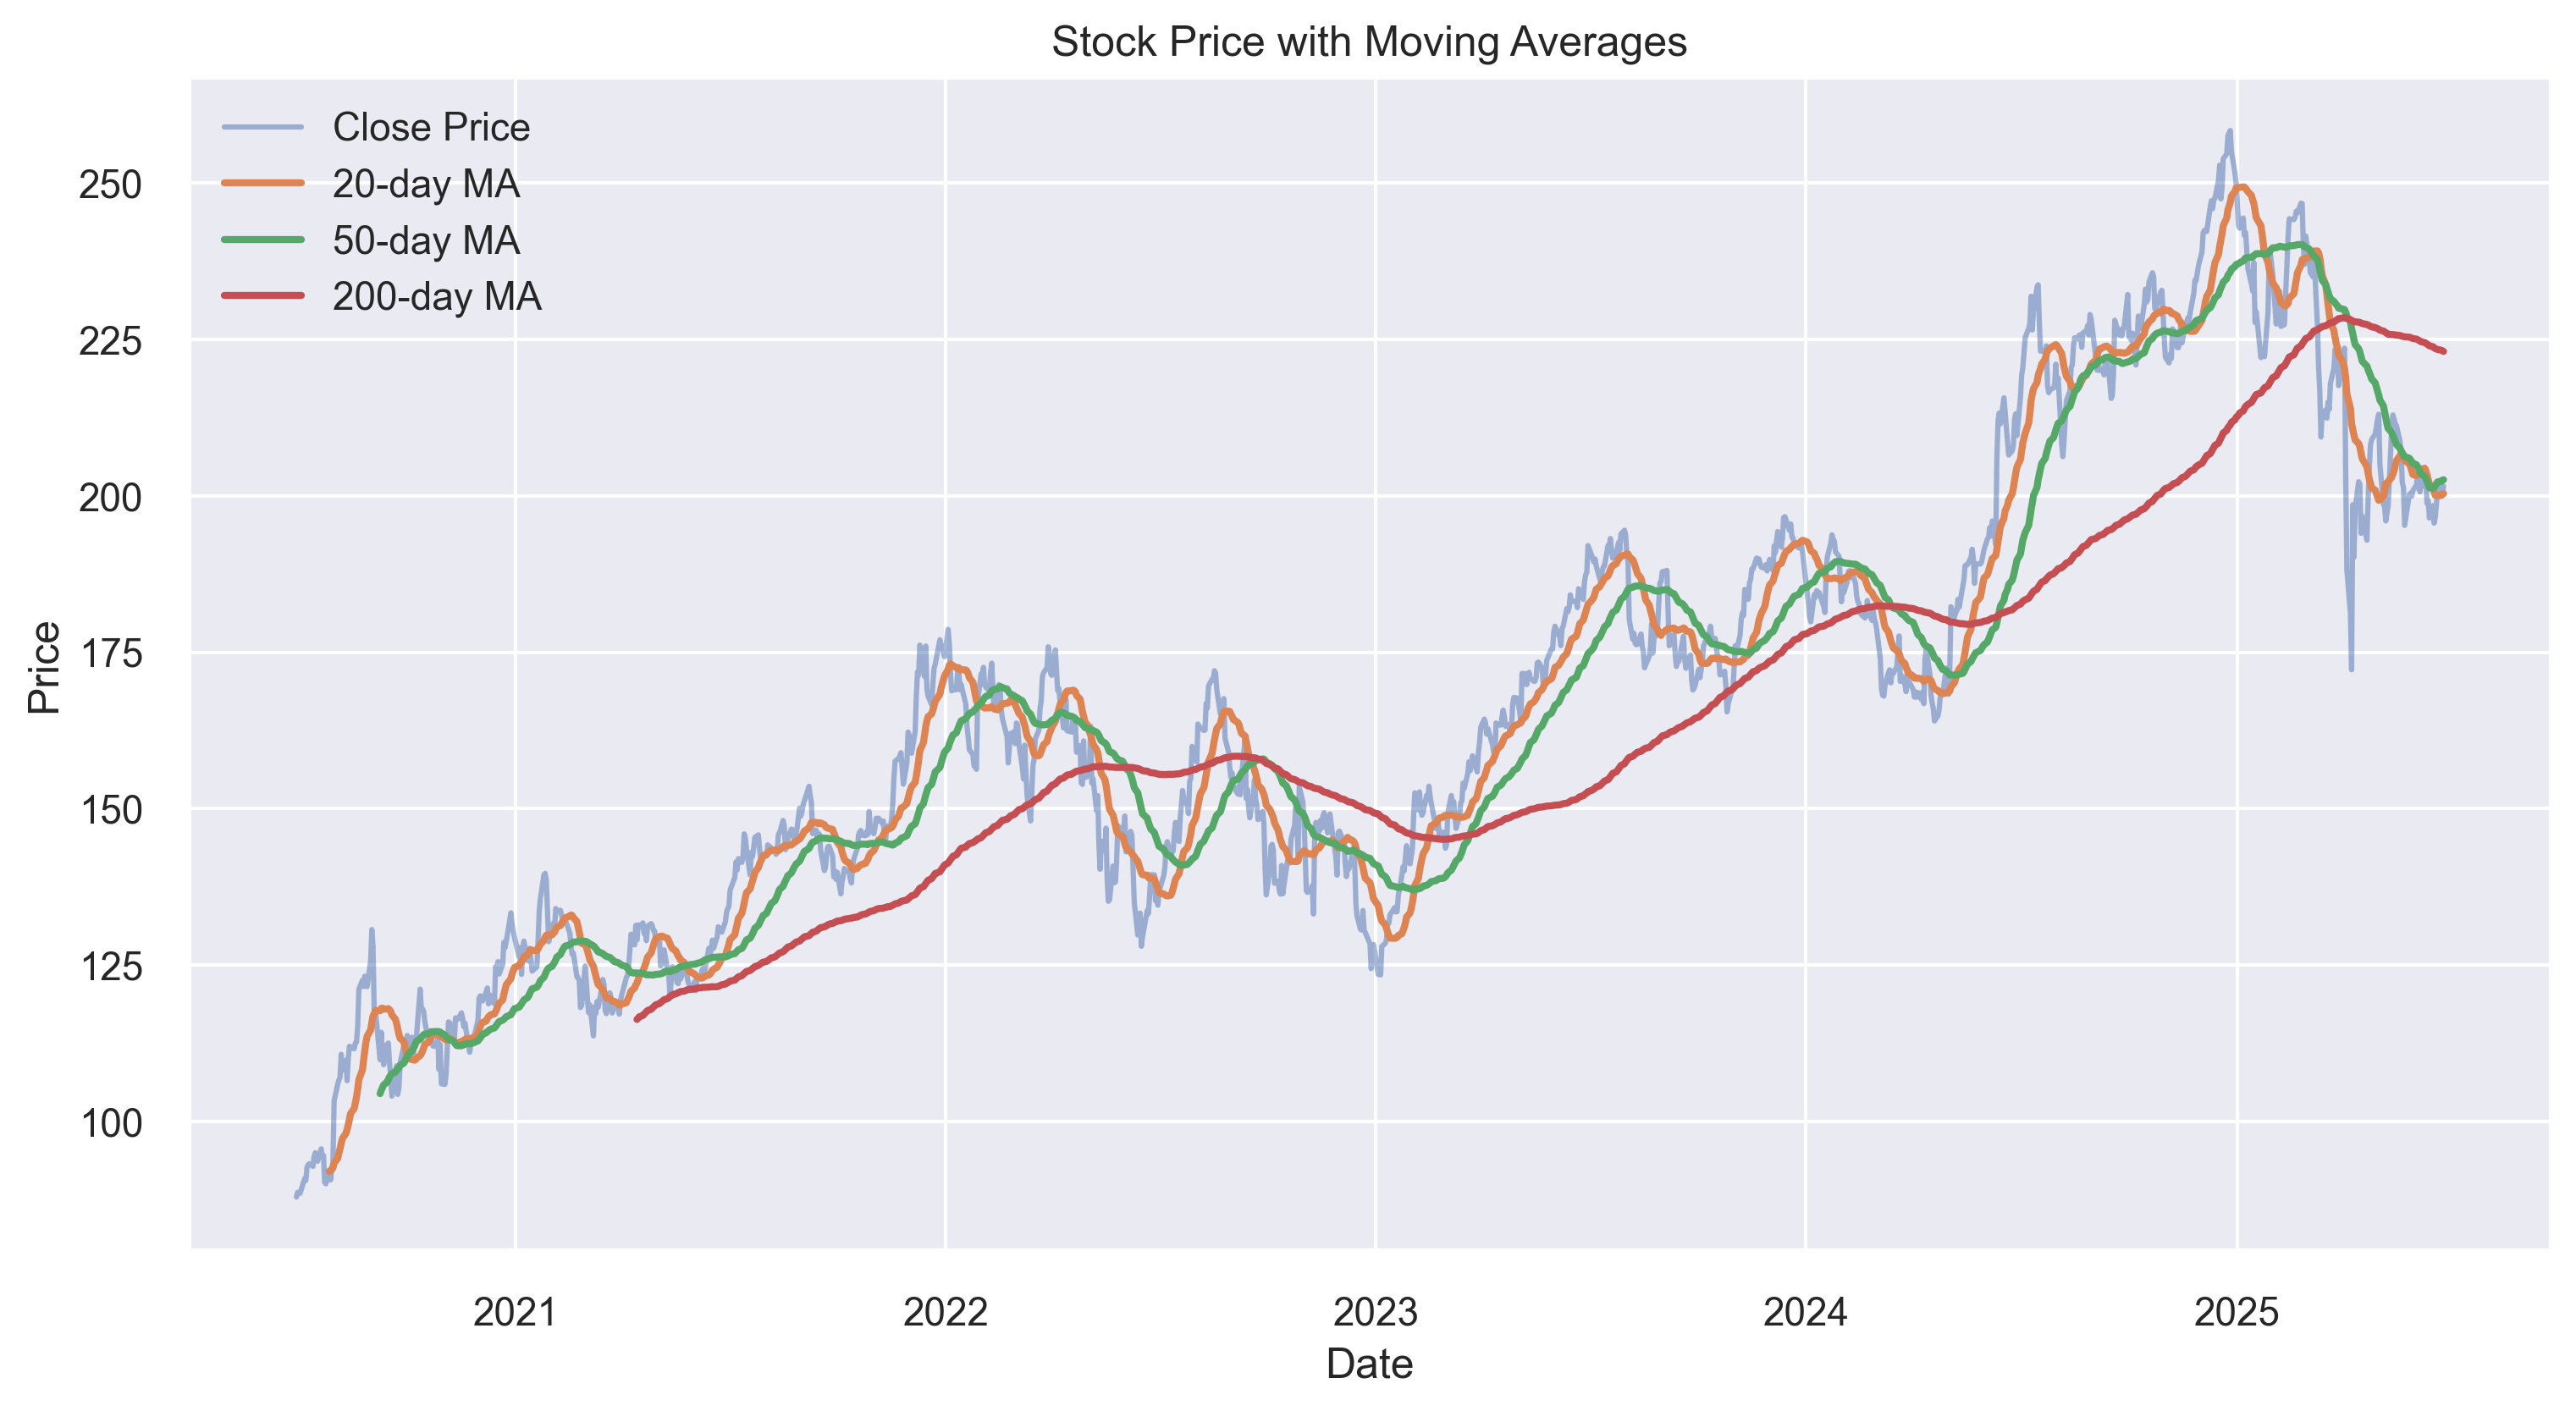 Stock Price with Moving Averages
Close Price
20-day MA
50-day MA
200-day MA
250
225
200
175
150
125
100
Price
2021
2022
2023
2024
2025
Date